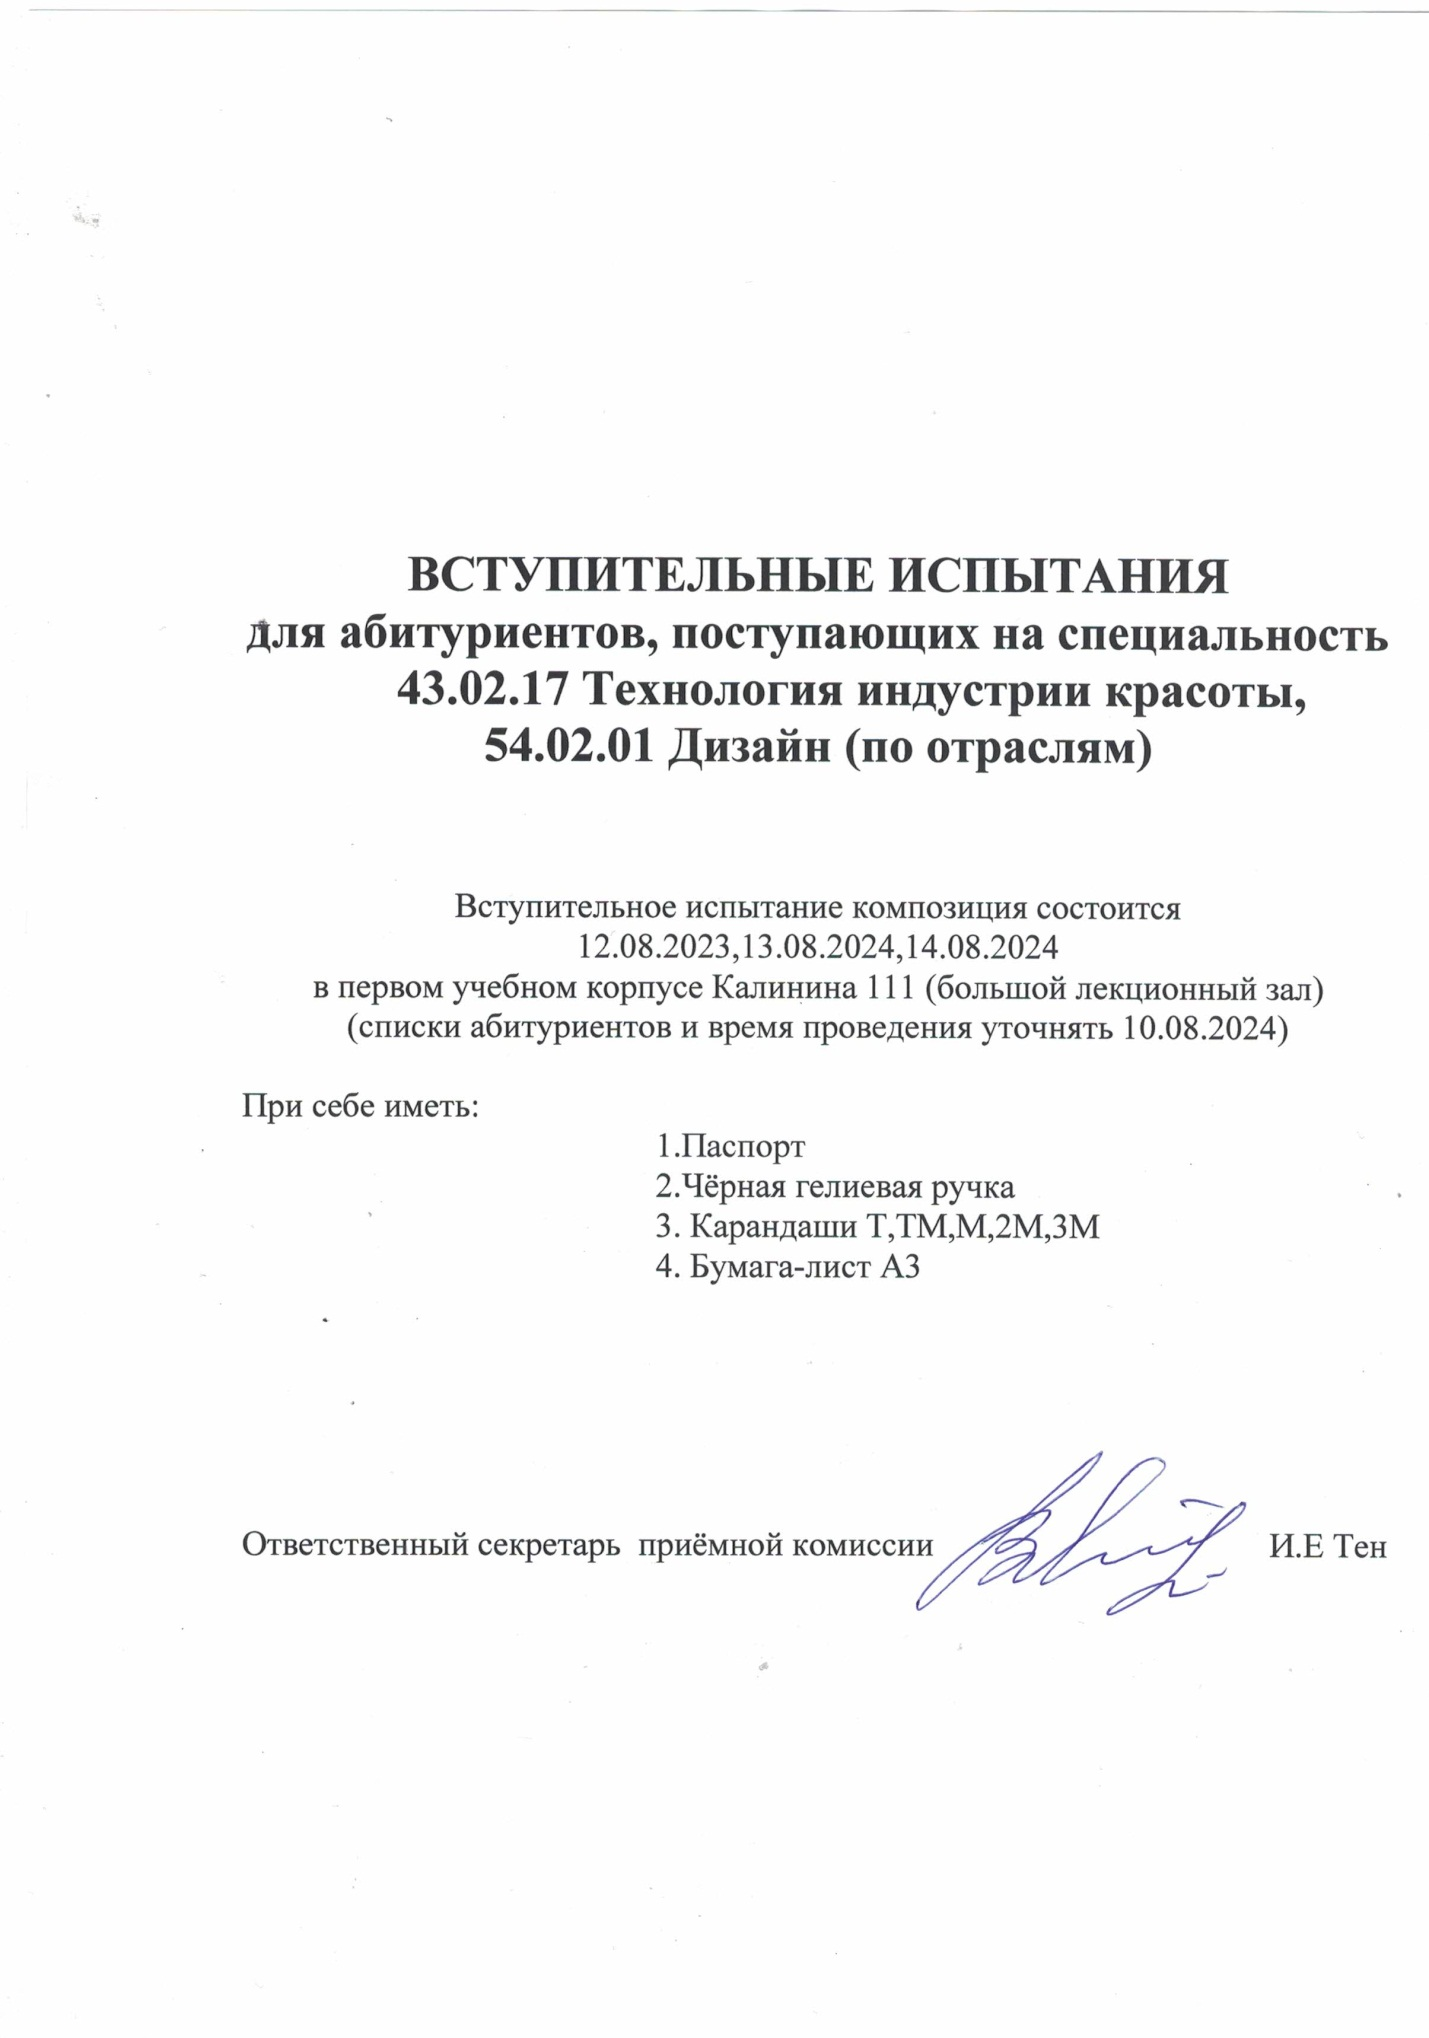 ВСТУПИТЕЛЬНЫЕ ИСПЫТАНИЯ
для абитуриентов, поступающих на специальность
43.02.17 Технология индустрии красоты,
54.02.01 Дизайн (по отраслям)
Вступительное испытание композиция состоится
12.08.2023,13.08.2024,14.08.2024
в первом учебном корпусе Калинина 111 (большой лекционный зал)
(списки абитуриентов и время проведения уточнять 10.08.2024)
При себе иметь:
1.Паспорт
2.Чёрная гелиевая ручка
3. Карандаши Т,ТМ,М,2М,3М
4. Бумага-лист А3
Ответственный секретарь приёмной комиссии И.Е Тен